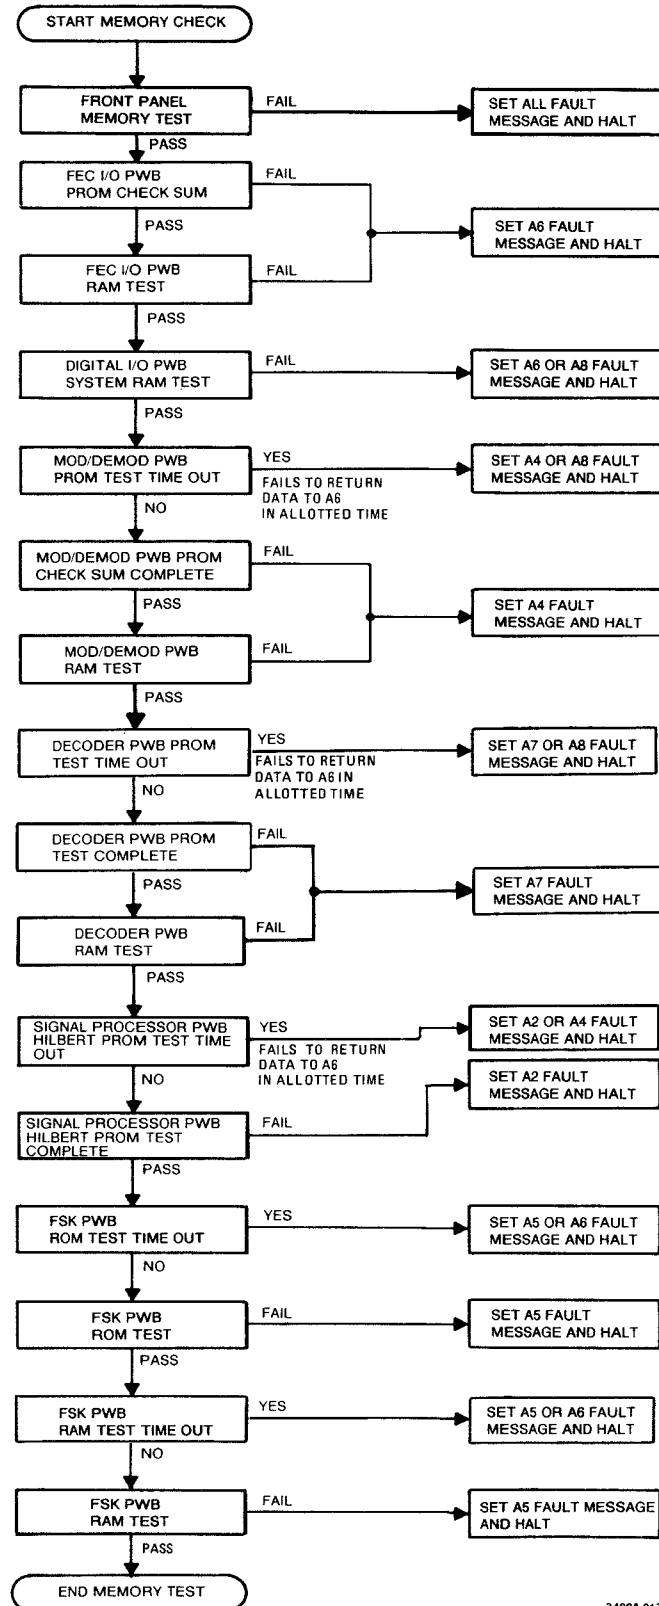 START MEMORY CHECK
FRONT PANEL
MEMORY TEST
FAIL
SET ALL FAULT
MESSAGE AND HALT
PASS
FEC I/O PWB
PROM CHECK SUM
FAIL
PASS
SET A6 FAULT
MESSAGE AND HALT
FEC I/O PWB
RAM TEST
FAIL
PASS
DIGITAL I/O PWB
SYSTEM RAM TEST
FAIL
SET A6 OR A8 FAULT
MESSAGE AND HALT
PASS
MOD/DEMOD PWB
PROM TEST TIME OUT
YES
FAILS TO RETURN
DATA TO A6
IN ALLOTTED TIME
SET A4 OR A8 FAULT
MESSAGE AND HALT
NO
MOD/DEMOD PWB PROM
CHECK SUM COMPLETE
FAIL
PASS
SET A4 FAULT
MESSAGE AND HALT
MOD/DEMOD PWB
RAM TEST
FAIL
PASS
DECODER PWB PROM
TEST TIME OUT
YES
FAILS TO RETURN
DATA TO A6 IN
ALLOTTED TIME
SET A7 OR A8 FAULT
MESSAGE AND HALT
NO
DECODER PWB PROM
TEST COMPLETE
FAIL
PASS
SET A7 FAULT
MESSAGE AND HALT
DECODER PWB
RAM TEST
FAIL
PASS
SIGNAL PROCESSOR PWB
HILBERT PROM TEST TIME
OUT
YES
FAILS TO RETURN
DATA TO A6
IN ALLOTTED TIME
SET A2 OR A4 FAULT
MESSAGE AND HALT
NO
SET A2 FAULT
MESSAGE AND HALT
SIGNAL PROCESSOR PWB
HILBERT PROM TEST
COMPLETE
FAIL
PASS
FSK PWB
ROM TEST TIME OUT
YES
SET A5 OR A6 FAULT
MESSAGE AND HALT
NO
FSK PWB
ROM TEST
FAIL
SET A5 FAULT
MESSAGE AND HALT
PASS
FSK PWB
RAM TEST TIME OUT
YES
SET A5 OR A6 FAULT
MESSAGE AND HALT
NO
FSK PWB
RAM TEST
FAIL
SET A5 FAULT MESSAGE
AND HALT
PASS
END MEMORY TEST